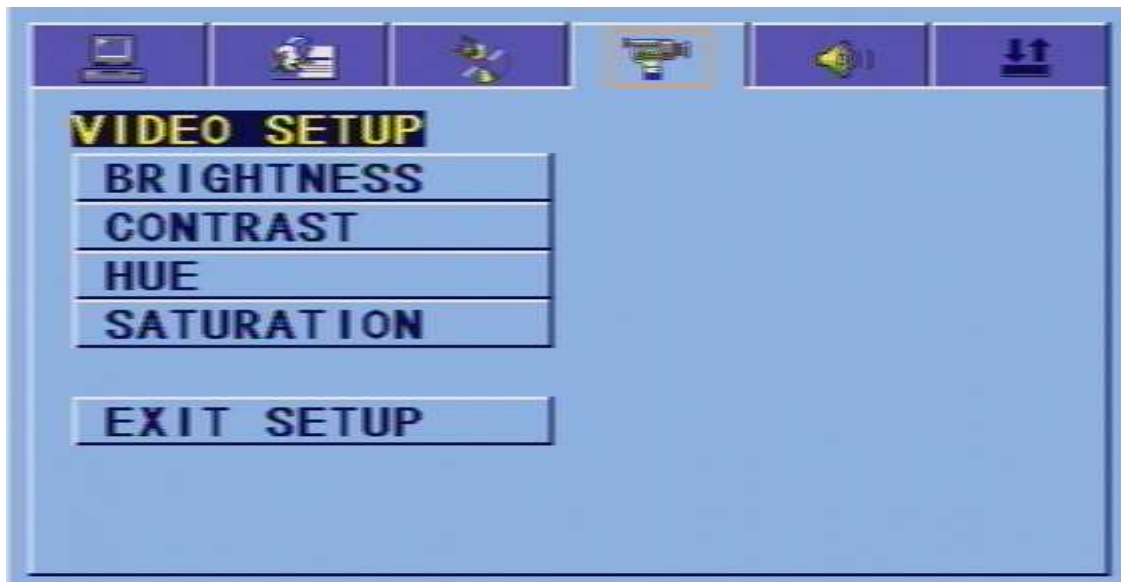 VIDEO SETUP
BRIGHTNESS
CONTRAST
HUE
SATURATION
EXIT SETUP